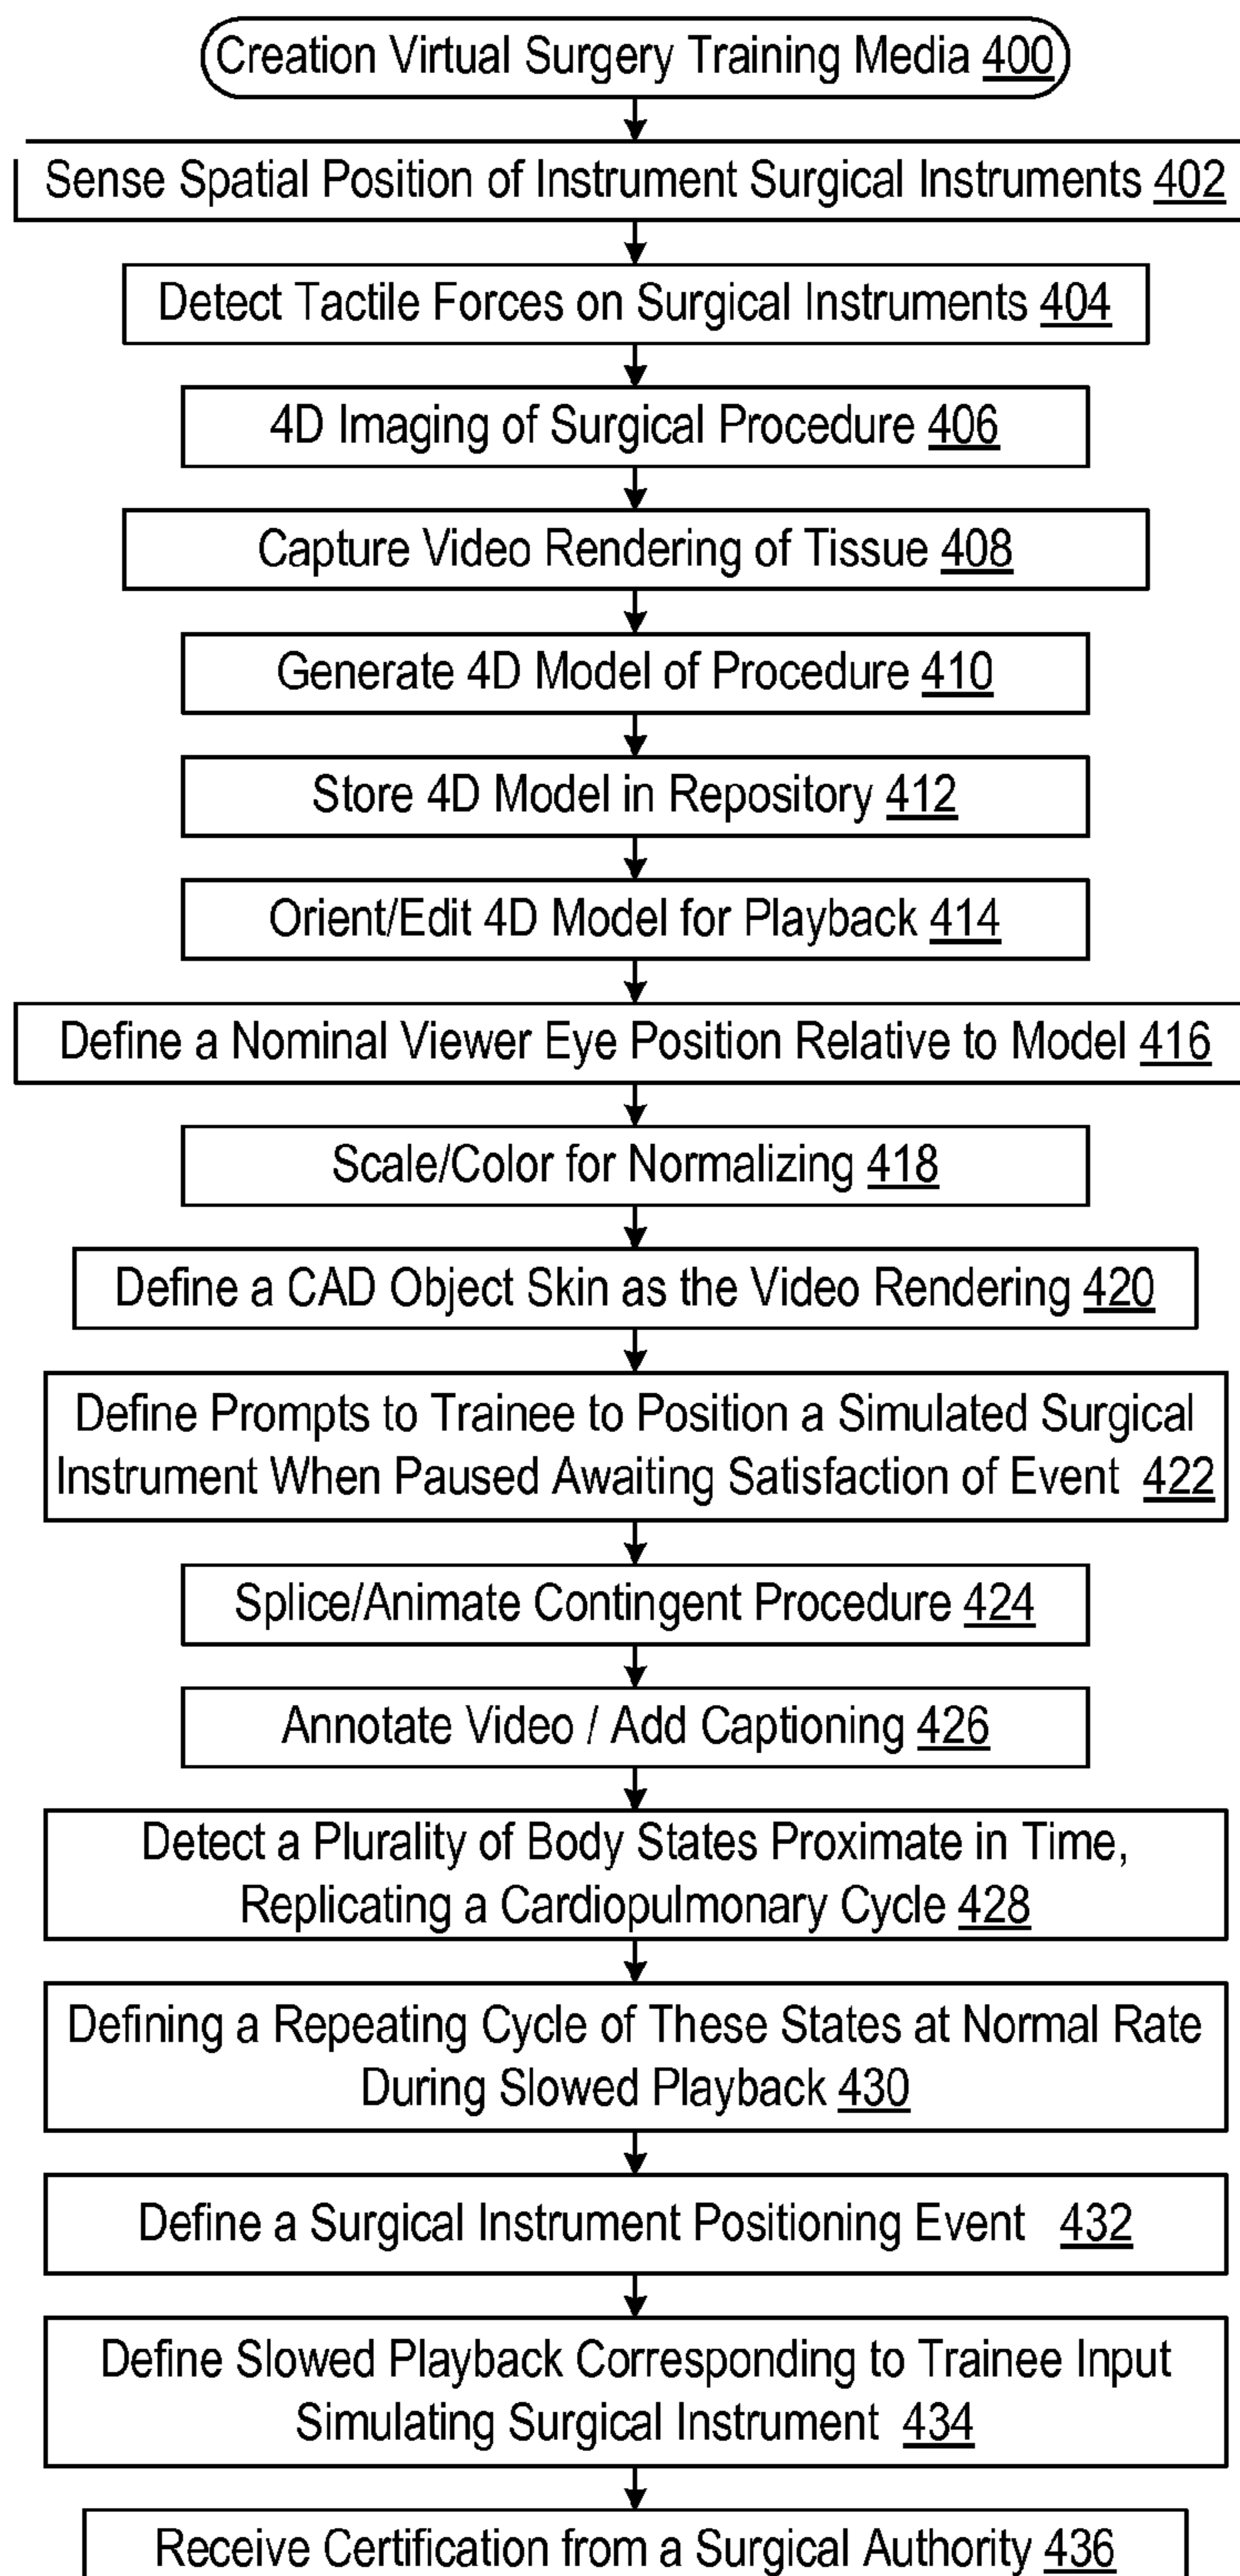 Creation Virtual Surgery Training Media 400
Sense Spatial Position of Instrument Surgical Instruments 402
Detect Tactile Forces on Surgical Instruments 404
4D Imaging of Surgical Procedure 406
Capture Video Rendering of Tissue 408
Generate 4D Model of Procedure 410
Store 4D Model in Repository 412
Orient/Edit 4D Model for Playback 414
Define a Nominal Viewer Eye Position Relative to Model 416
Scale/Color for Normalizing 418
Define a CAD Object Skin as the Video Rendering 420
Define Prompts to Trainee to Position a Simulated Surgical
Instrument When Paused Awaiting Satisfaction of Event 422
Splice/Animate Contingent Procedure 424
Annotate Video / Add Captioning 426
Detect a Plurality of Body States Proximate in Time,
Replicating a Cardiopulmonary Cycle 428
Defining a Repeating Cycle of These States at Normal Rate
During Slowed Playback 430
Define a Surgical Instrument Positioning Event 432
Define Slowed Playback Corresponding to Trainee Input
Simulating Surgical Instrument 434
Receive Certification from a Surgical Authority 436